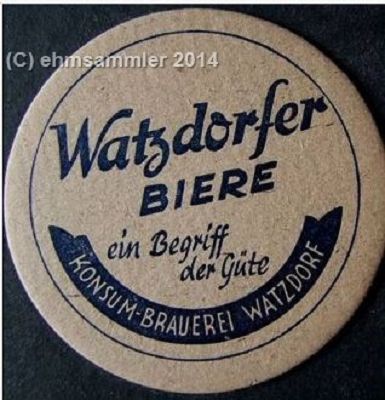 (C) ehmsammler 2014
Watzdorfer
BIERE
ein Begriff
der Güte
KONSUM-BRAUEREI WATZDORF